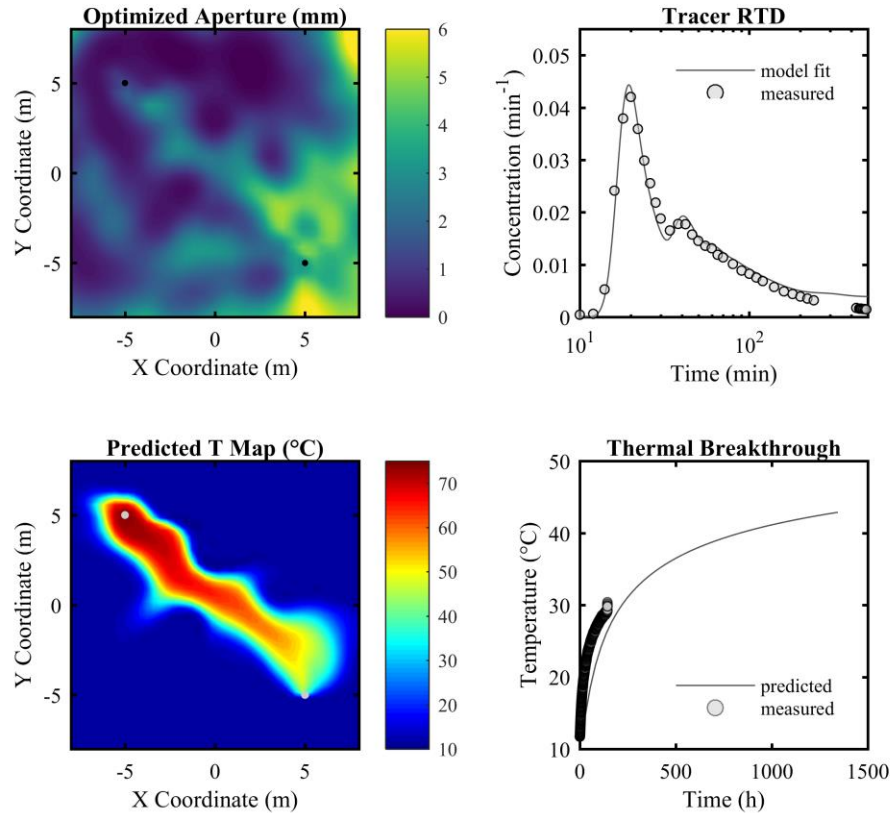 Optimized Aperture (mm)
Y Coordinate (m)
5
0
-5
-5
0
5
X Coordinate (m)
6
5
4
3
2
1
0
Tracer RTD
Concentration (min⁻¹)
0.055
0.05
0.04
0.03
0.02
0.01
0
model fit
measured
10¹
10²
Time (min)
Predicted T Map (°C)
Y Coordinate (m)
5
0
-5
-5
0
5
X Coordinate (m)
70
60
50
40
30
20
10
Thermal Breakthrough
Temperature (°C)
50
40
30
20
10
predicted
measured
0
500
1000
1500
Time (h)